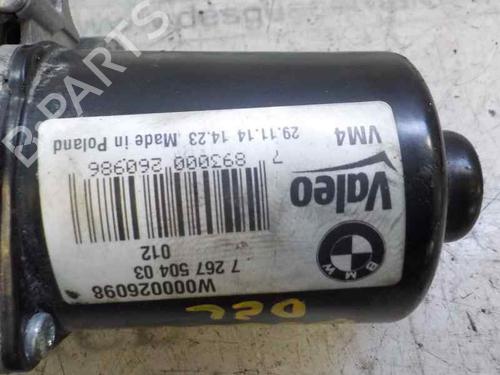 W000026098
7 267 504 03
012
BMW
Valeo
7 893000 260986
29.11.14 14.23 Made in Poland
VM4
B-PARTS